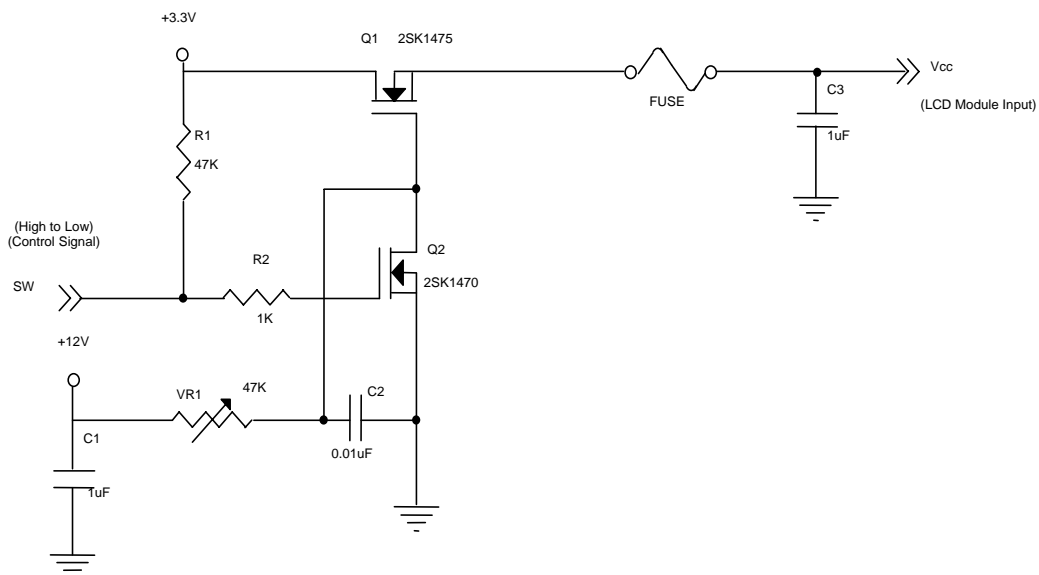 +3.3V
Q1 2SK1475
FUSE
Vcc
(LCD Module Input)
C3
1uF
R1
47K
(High to Low)
(Control Signal)
SW
R2
1K
Q2
2SK1470
+12V
VR1
47K
C2
0.01uF
C1
1uF